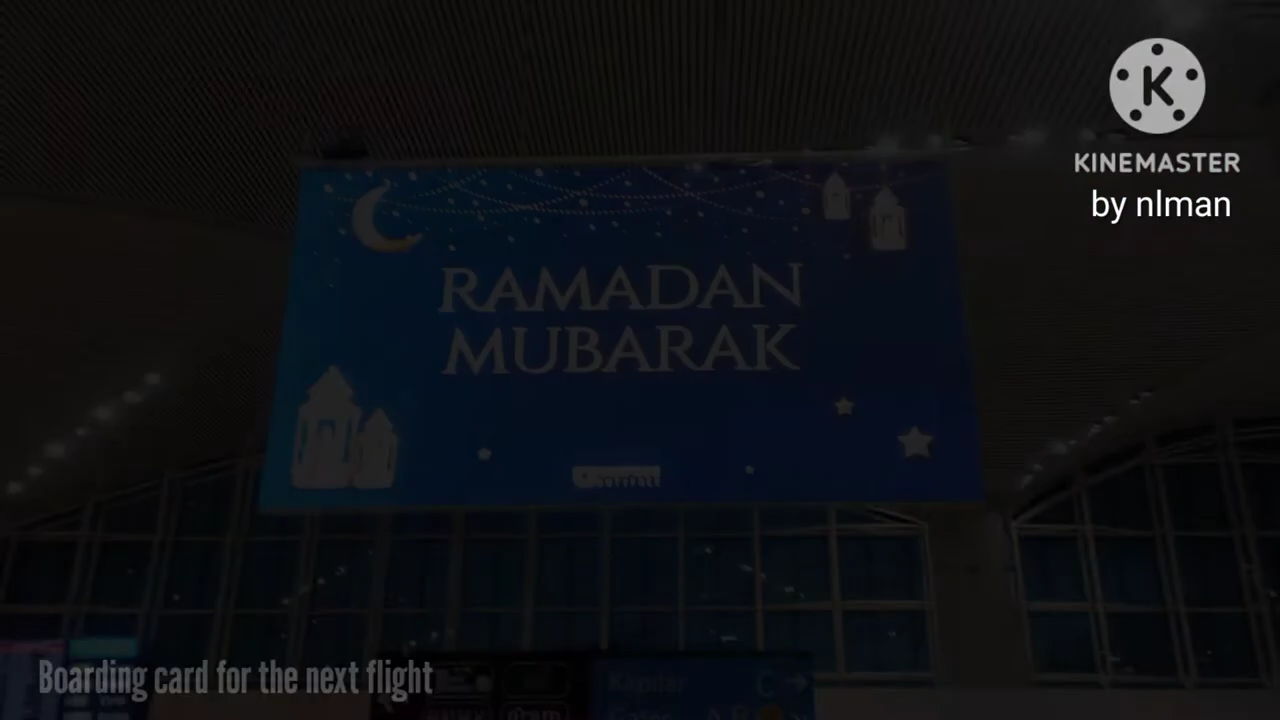 KINEMASTER
by nlman
RAMADAN
MUBARAK
Boarding card for the next flight
Kapılar C →